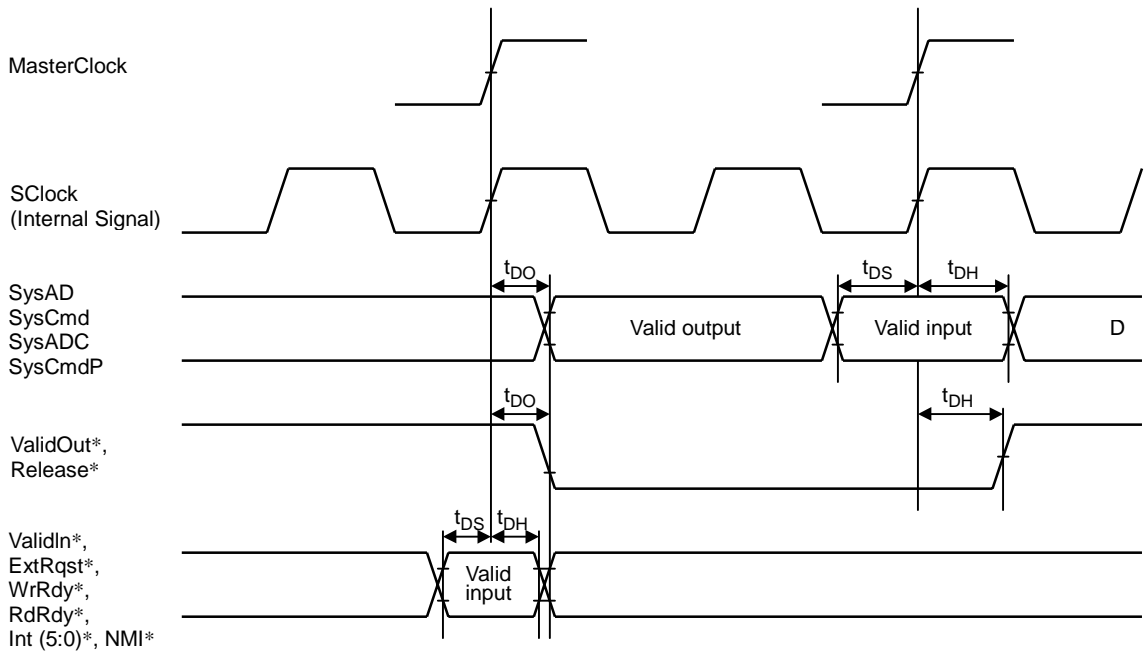 MasterClock
SClock
(Internal Signal)
tDO
tDS
tDH
SysAD
SysCmd
SysADC
SysCmdP
Valid output
Valid input
D
tDO
tDH
ValidOut*,
Release*
tDS
tDH
ValidIn*,
ExtRqst*,
WrRdy*,
RdRdy*,
Int (5:0)*, NMI*
Valid
input